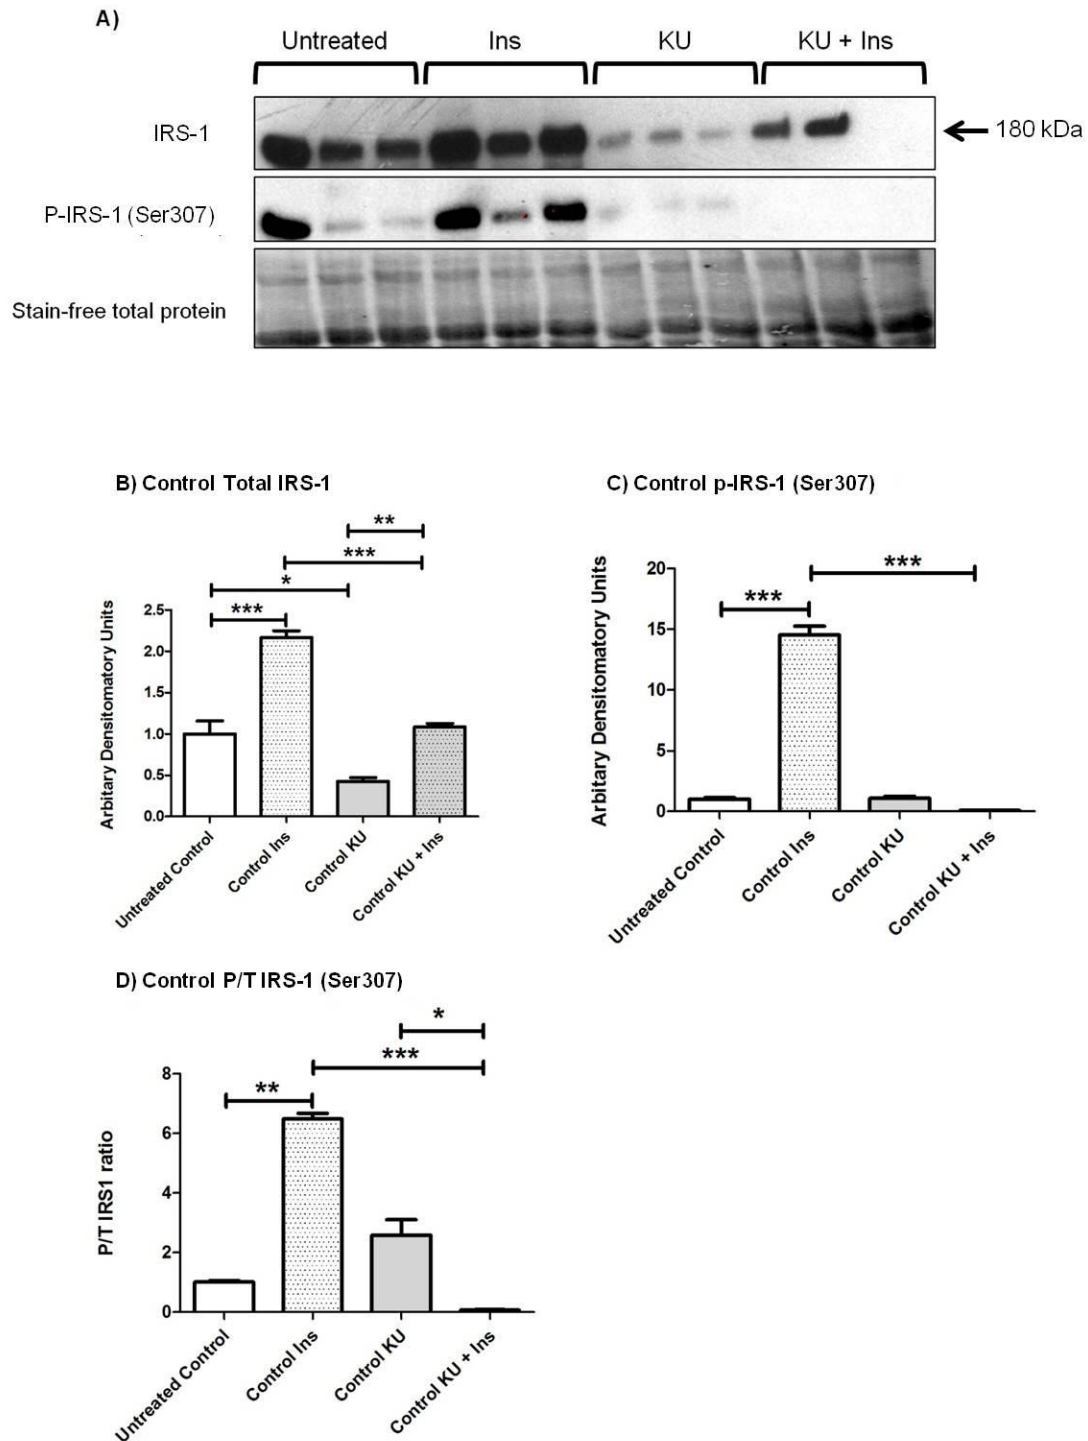 A)
Untreated Ins KU KU + Ins
IRS-1
180 kDa
P-IRS-1 (Ser307)
Stain-free total protein
B) Control Total IRS-1
**
***
*
***
Arbitary Densitomatory Units
2.5
2.0
1.5
1.0
0.5
0.0
Untreated Control
Control Ins
Control KU
Control KU + Ins
C) Control p-IRS-1 (Ser307)
***
***
Arbitary Densitomatory Units
20
15
10
5
0
Untreated Control
Control Ins
Control KU
Control KU + Ins
D) Control P/T IRS-1 (Ser307)
*
***
**
P/T IRS1 ratio
8
6
4
2
0
Untreated Control
Control Ins
Control KU
Control KU + Ins